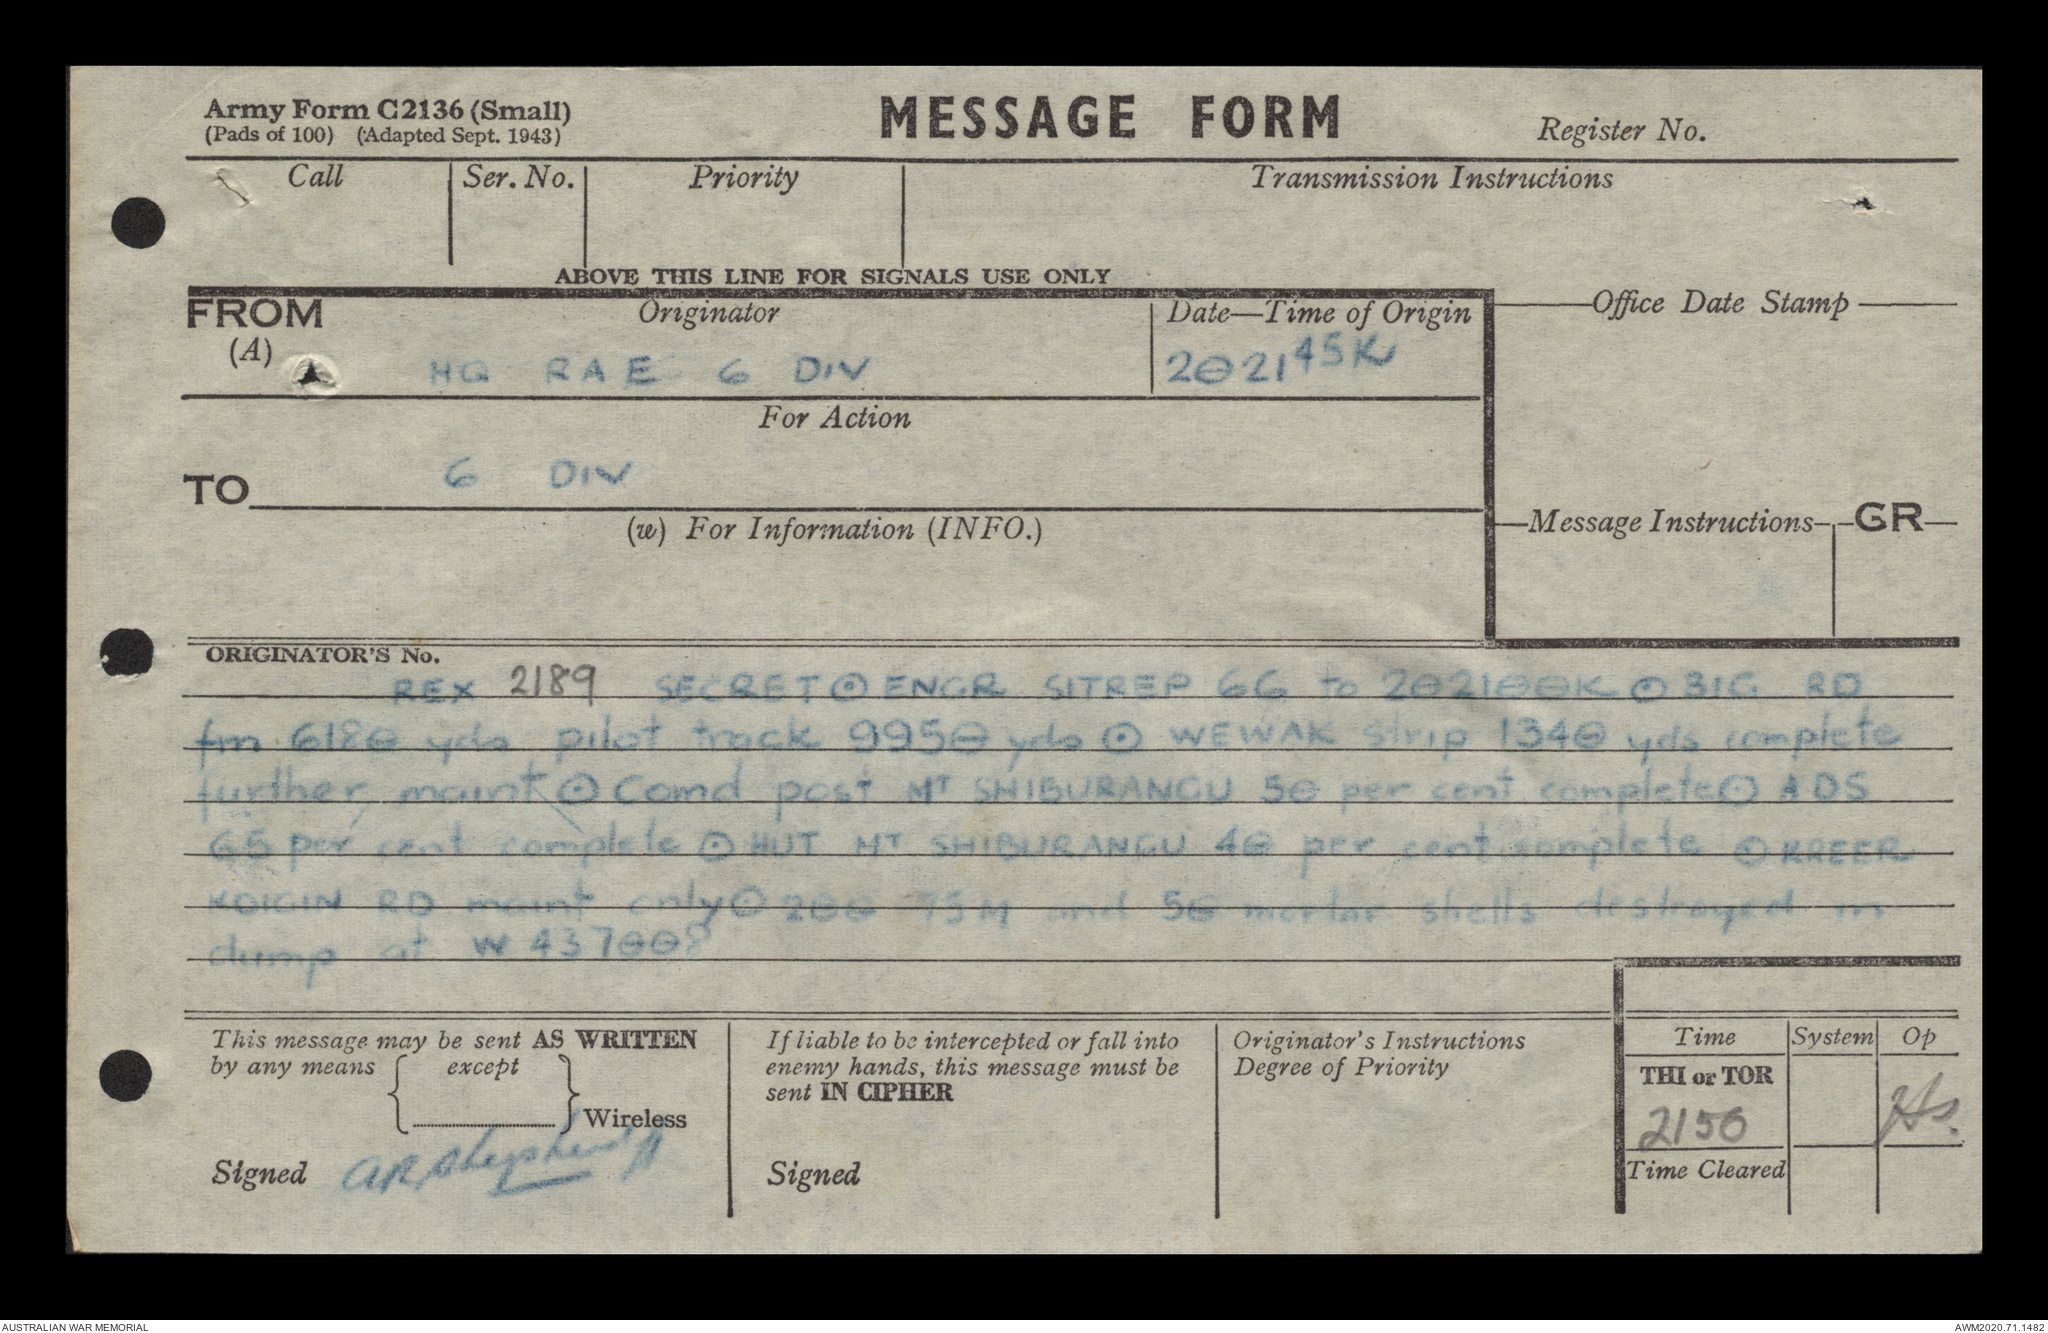 Army Form C2136 (Small)
(Pads of 100) (Adapted Sept. 1943)
MESSAGE FORM
Register No.
Call Ser. No. Priority Transmission Instructions
ABOVE THIS LINE FOR SIGNALS USE ONLY
FROM Originator Date—Time of Origin Office Date Stamp
(A) HQ RAE 6 DIV 202145K
For Action
TO 6 DIV
(w) For Information (INFO.) Message Instructions GR
ORIGINATOR'S No.
REX 2189 SECRET ⊙ ENGR SITREP 66 to 202100K ⊙ BIG RD
fm 6180 yds pilot track 9950 yds ⊙ WEWAK strip 1340 yds complete
further maint ⊙ Comd post MT SHIBURANGU 50 per cent complete ⊙ ADS
65 per cent complete ⊙ HUT MT SHIBURANGU 40 per cent complete ⊙ KREER
KOIGIN RD maint only ⊙ 200 75M and 50 mortar shells destroyed in
dump at W 437008
This message may be sent AS WRITTEN
by any means { except } Wireless
Signed A R Shepherd
If liable to be intercepted or fall into
enemy hands, this message must be
sent IN CIPHER
Signed
Originator's Instructions
Degree of Priority
Time System Op
THI or TOR
2150
Time Cleared
AUSTRALIAN WAR MEMORIAL
AWM2020.71.1482